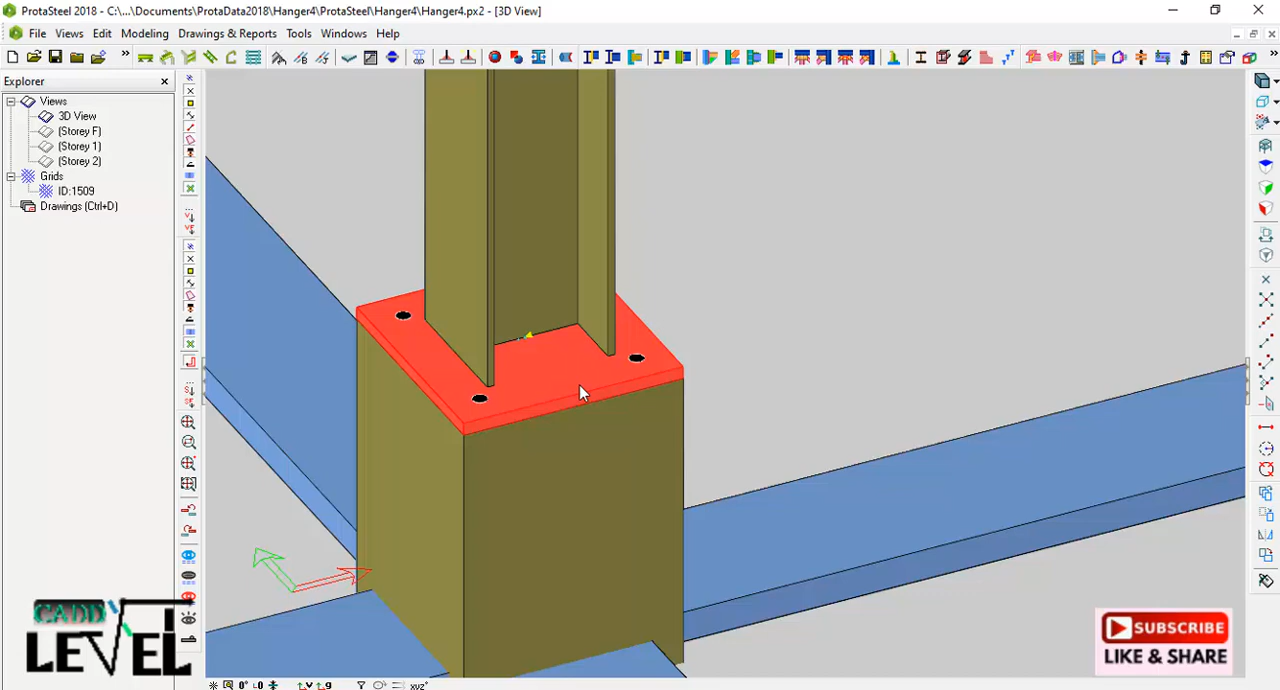 ProtaSteel 2018 - C:\...\Documents\ProtaData2018\Hanger4\ProtaSteel\Hanger4\Hanger4.px2 - [3D View]
File Views Edit Modeling Drawings & Reports Tools Windows Help
Explorer
Views
3D View
(Storey F)
(Storey 1)
(Storey 2)
Grids
ID:1509
Drawings (Ctrl+D)
CADD
LEVEL
SUBSCRIBE
LIKE & SHARE